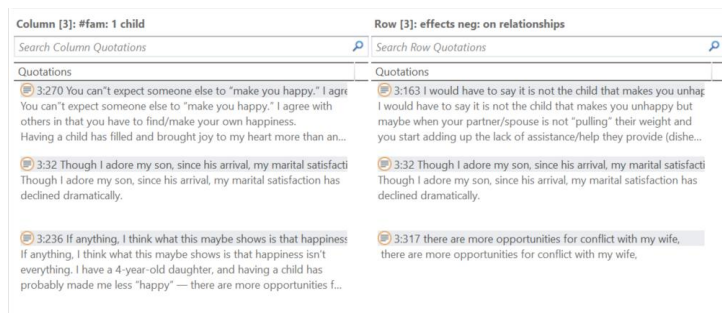 Column [3]: #fam: 1 child
Search Column Quotations
Quotations
3:270 You can"t expect someone else to "make you happy." I agre
You can"t expect someone else to "make you happy." I agree with
others in that you have to find/make your own happiness.
Having a child has filled and brought joy to my heart more than an...
3:32 Though I adore my son, since his arrival, my marital satisfacti
Though I adore my son, since his arrival, my marital satisfaction has
declined dramatically.
3:236 If anything, I think what this maybe shows is that happiness
If anything, I think what this maybe shows is that happiness isn't
everything. I have a 4-year-old daughter, and having a child has
probably made me less "happy" — there are more opportunities f...
Row [3]: effects neg: on relationships
Search Row Quotations
Quotations
3:163 I would have to say it is not the child that makes you unhap
I would have to say it is not the child that makes you unhappy but
maybe when your partner/spouse is not "pulling" their weight and
you start adding up the lack of assistance/help they provide (dishe...
3:32 Though I adore my son, since his arrival, my marital satisfacti
Though I adore my son, since his arrival, my marital satisfaction has
declined dramatically.
3:317 there are more opportunities for conflict with my wife,
there are more opportunities for conflict with my wife,